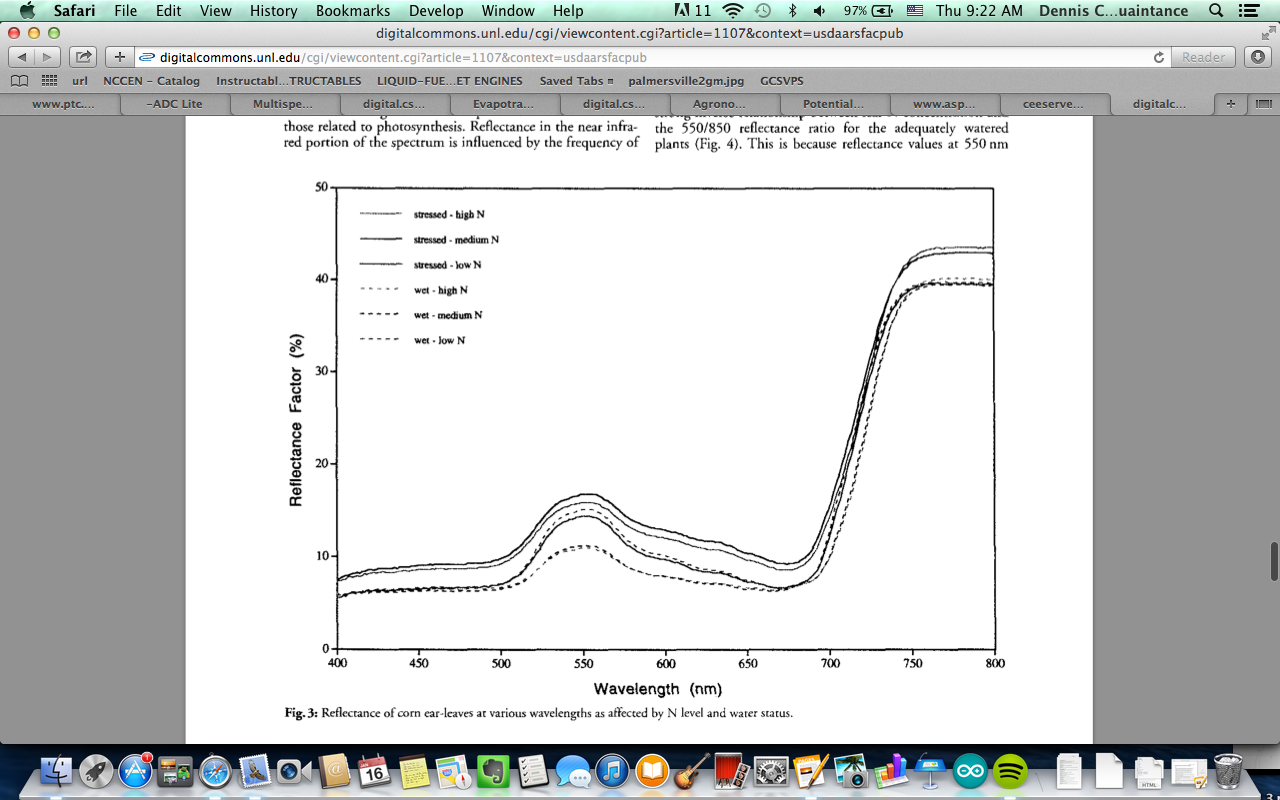 Safari File Edit View History Bookmarks Develop Window Help 11 97% Thu 9:22 AM Dennis C...uaintance
digitalcommons.unl.edu/cgi/viewcontent.cgi?article=1107&context=usdaarsfacpub
digitalcommons.unl.edu/cgi/viewcontent.cgi?article=1107&context=usdaarsfacpub Reader
url NCCEN – Catalog Instructabl...TRUCTABLES LIQUID-FUE...ET ENGINES Saved Tabs palmersville2gm.jpg GCSVPS
www.ptc.... –ADC Lite Multispe... digital.cs... Evapotra... digital.cs... Agrono... Potential... www.asp... ceeserve... digitalc...
those related to photosynthesis. Reflectance in the near infra-
red portion of the spectrum is influenced by the frequency of
the 550/850 reflectance ratio for the adequately watered
plants (Fig. 4). This is because reflectance values at 550 nm
50
stressed - high N
stressed - medium N
stressed - low N
wet - high N
wet - medium N
wet - low N
40
30
20
10
0
Reflectance Factor (%)
400 450 500 550 600 650 700 750 800
Wavelength (nm)
Fig. 3: Reflectance of corn ear-leaves at various wavelengths as affected by N level and water status.
1
JAN
16
HTML